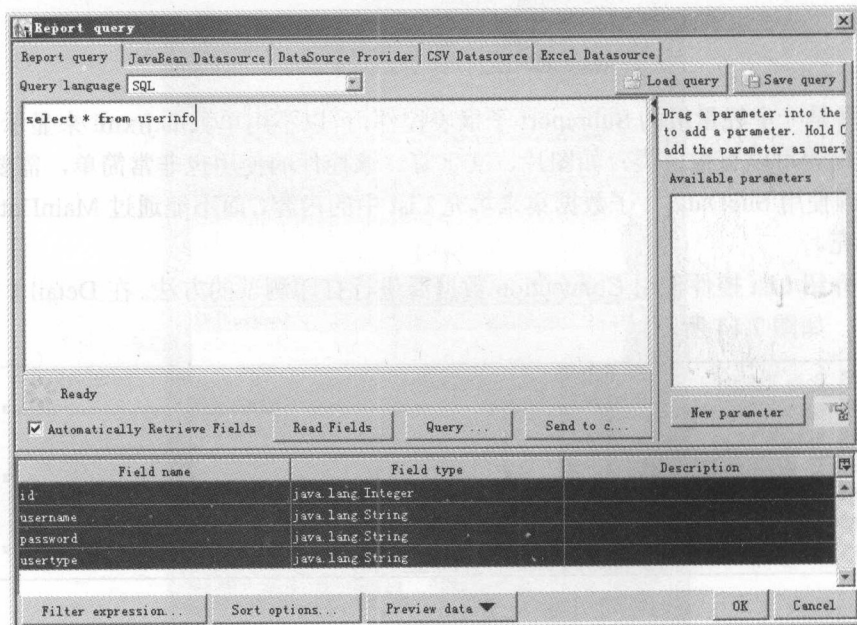 Report query
Report query JavaBean Datasource DataSource Provider CSV Datasource Excel Datasource
Query language SQL
Load query Save query
select * from userinfo
Drag a parameter into the
to add a parameter. Hold C
add the parameter as query
Available parameters
Ready
Automatically Retrieve Fields Read Fields Query ... Send to c...
New parameter
Field name Field type Description
id java.lang.Integer
username java.lang.String
password java.lang.String
usertype java.lang.String
Filter expression... Sort options... Preview data OK Cancel